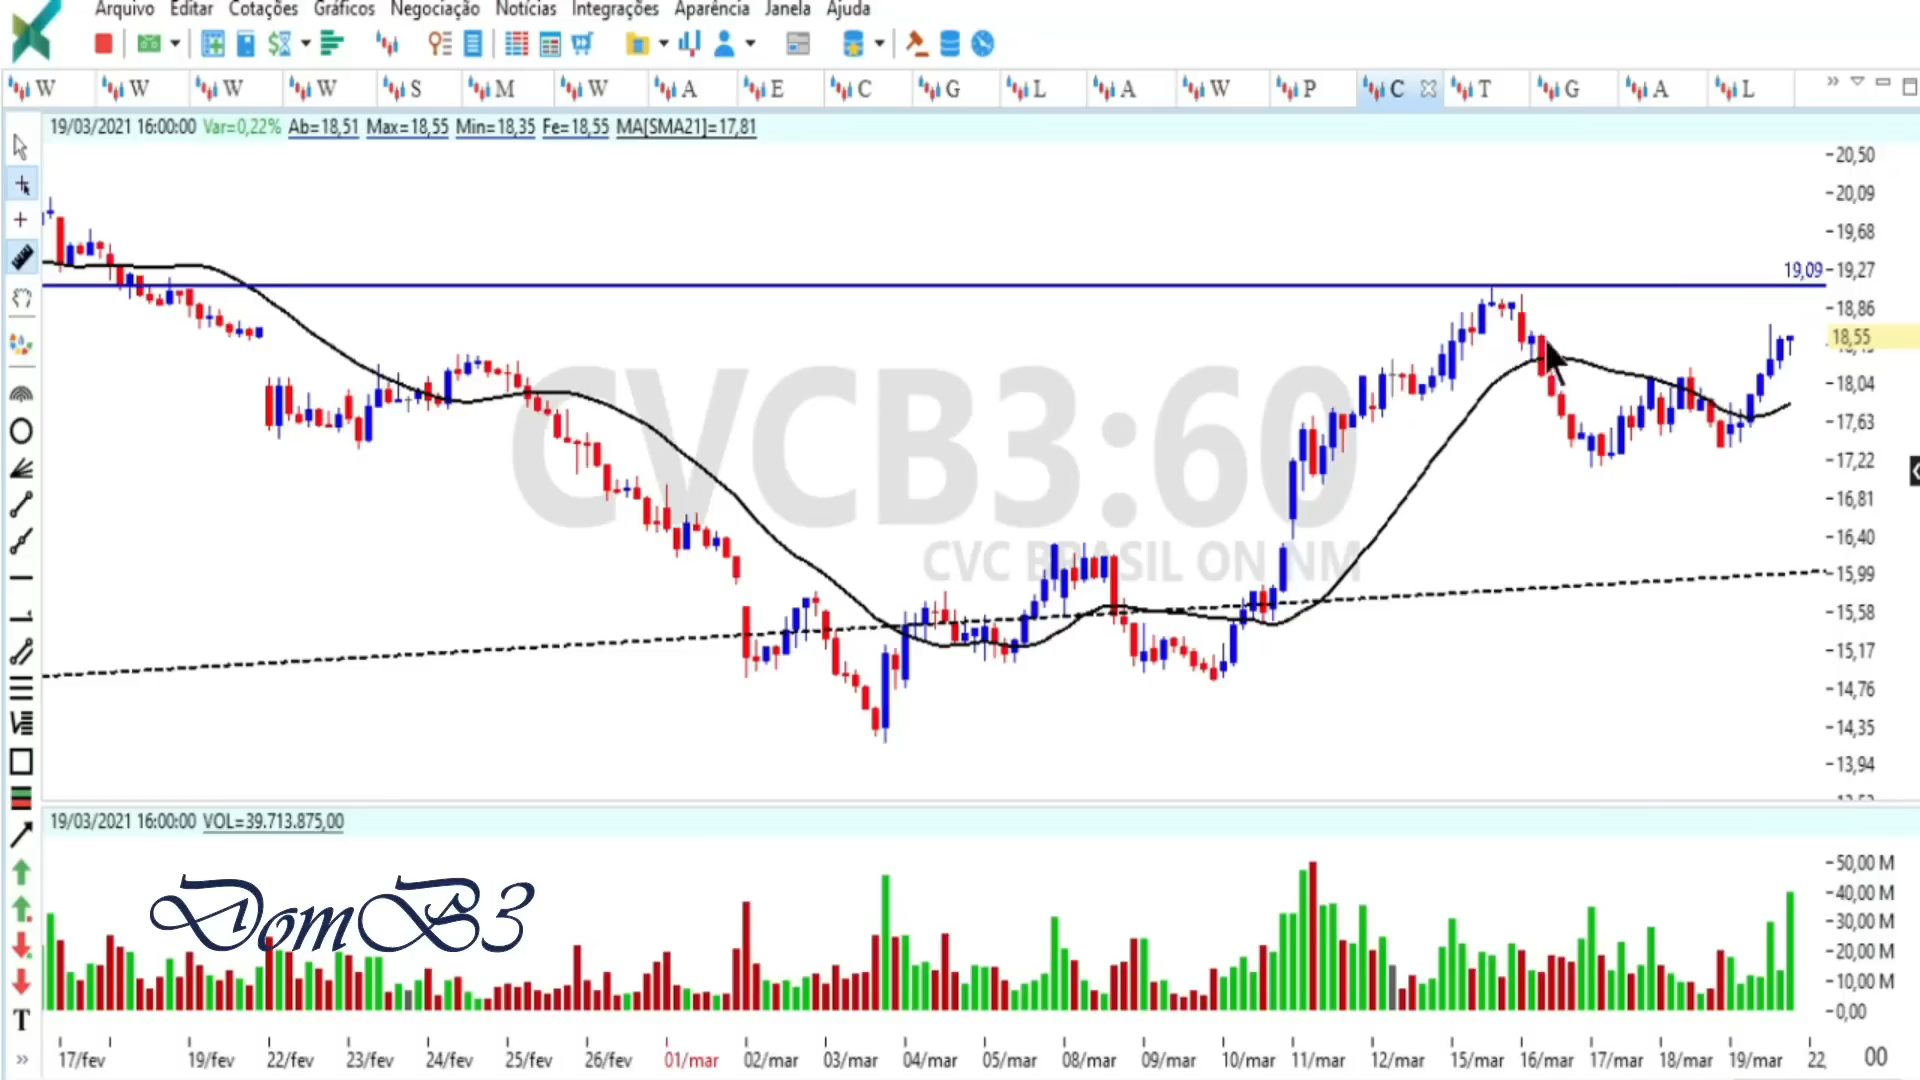 Arquivo Editar Cotações Gráficos Negociação Notícias Integrações Aparência Janela Ajuda
W W W W S M W A E C G L A W P C T G A L
19/03/2021 16:00:00 Var=0,22% Ab=18,51 Max=18,55 Min=18,35 Fe=18,55 MA[SMA21]=17,81
20,50
20,09
19,68
19,09
19,27
18,86
18,55
18,04
17,63
17,22
16,81
16,40
15,99
15,58
15,17
14,76
14,35
13,94
CVCB3:60
CVC BRASIL ON NM
19/03/2021 16:00:00 VOL=39.713.875,00
DomB3
50,00 M
40,00 M
30,00 M
20,00 M
10,00 M
0,00
T
17/fev 19/fev 22/fev 23/fev 24/fev 25/fev 26/fev 01/mar 02/mar 03/mar 04/mar 05/mar 08/mar 09/mar 10/mar 11/mar 12/mar 15/mar 16/mar 17/mar 18/mar 19/mar 22, 00